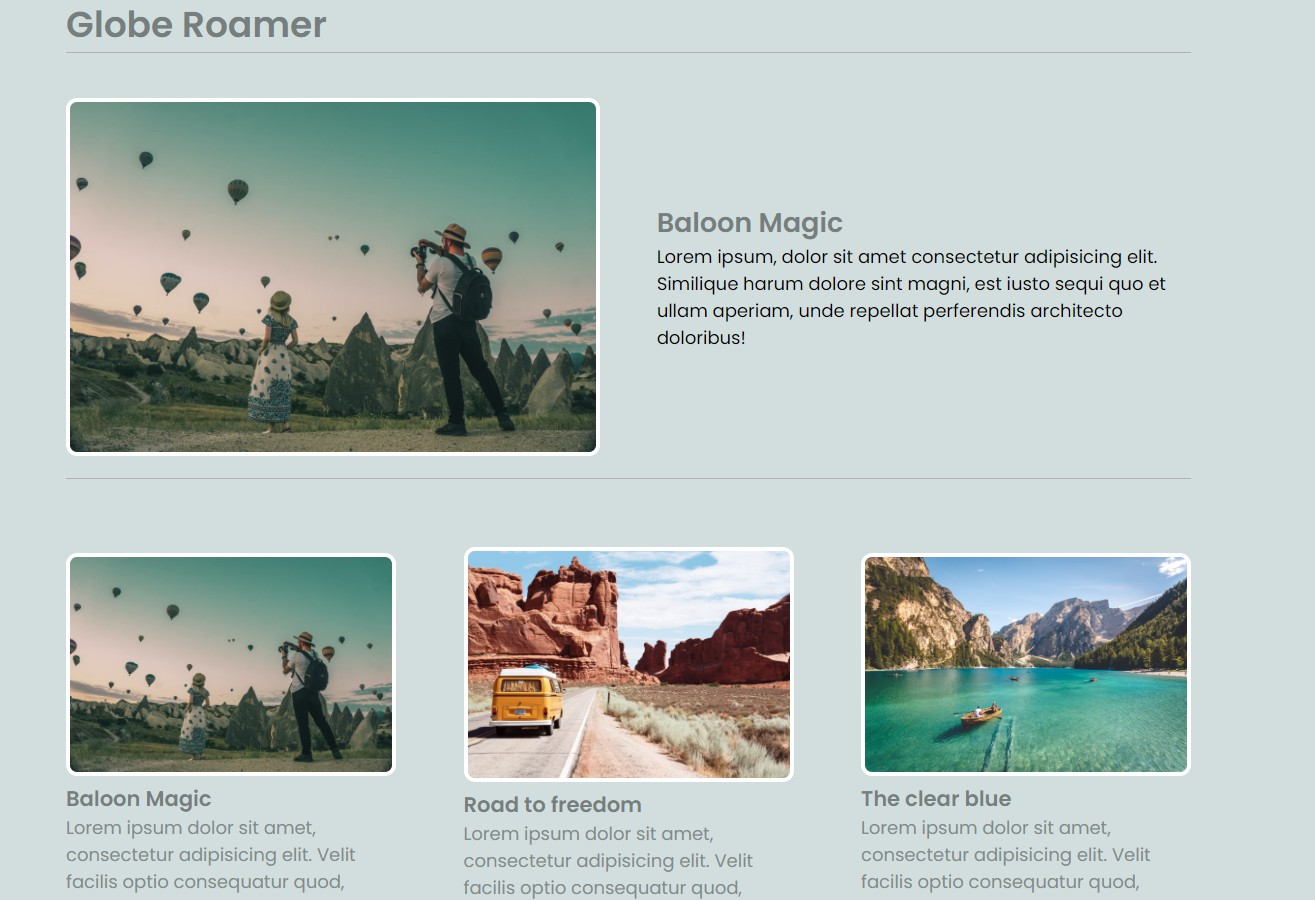 Globe Roamer
Baloon Magic
Lorem ipsum, dolor sit amet consectetur adipisicing elit.
Similique harum dolore sint magni, est iusto sequi quo et
ullam aperiam, unde repellat perferendis architecto
doloribus!
Baloon Magic
Lorem ipsum dolor sit amet,
consectetur adipisicing elit. Velit
facilis optio consequatur quod,
Road to freedom
Lorem ipsum dolor sit amet,
consectetur adipisicing elit. Velit
facilis optio consequatur quod,
The clear blue
Lorem ipsum dolor sit amet,
consectetur adipisicing elit. Velit
facilis optio consequatur quod,